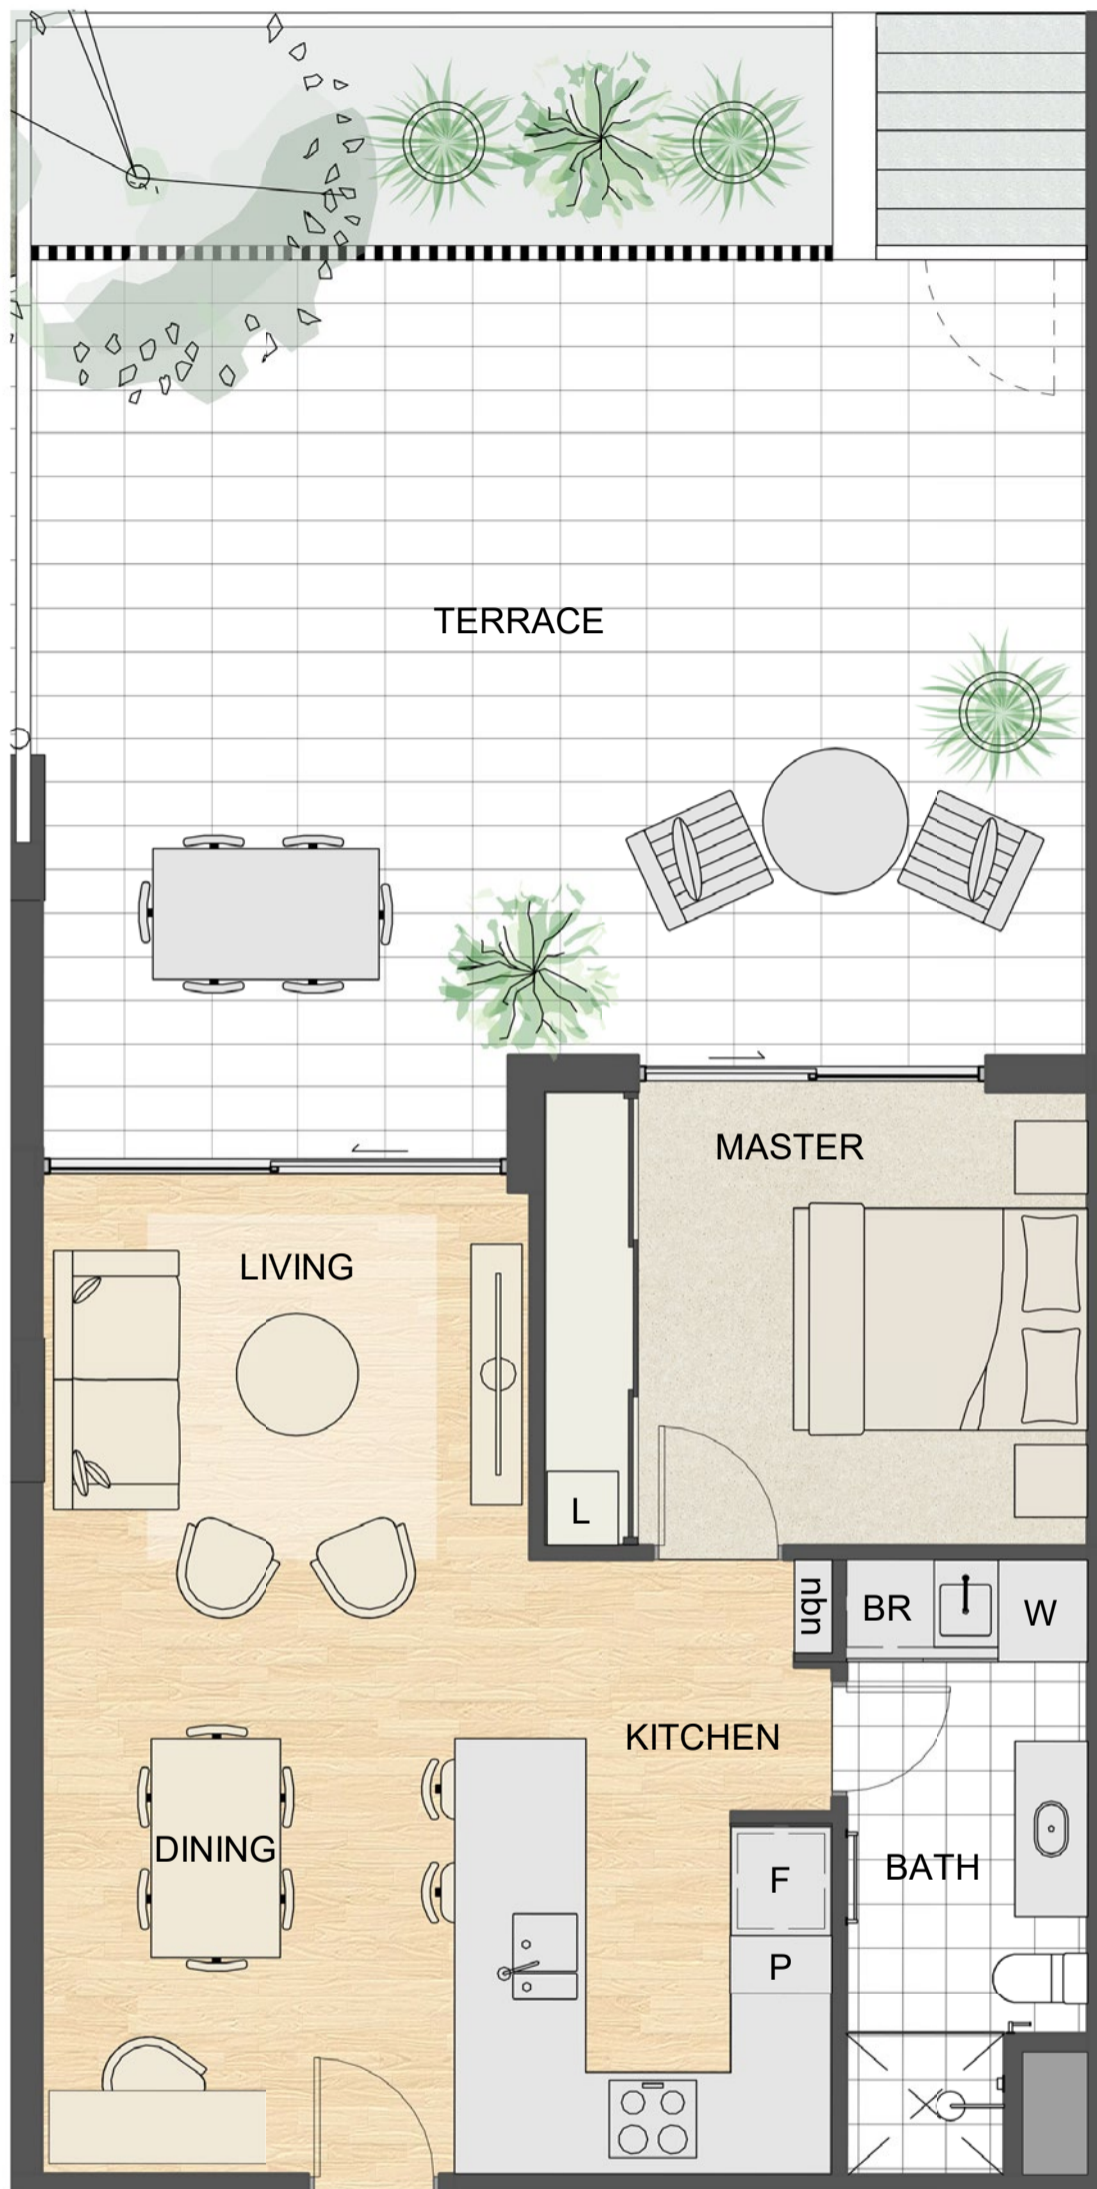 TERRACE
MASTER
LIVING
L
nbn
BR
W
KITCHEN
DINING
F
BATH
P